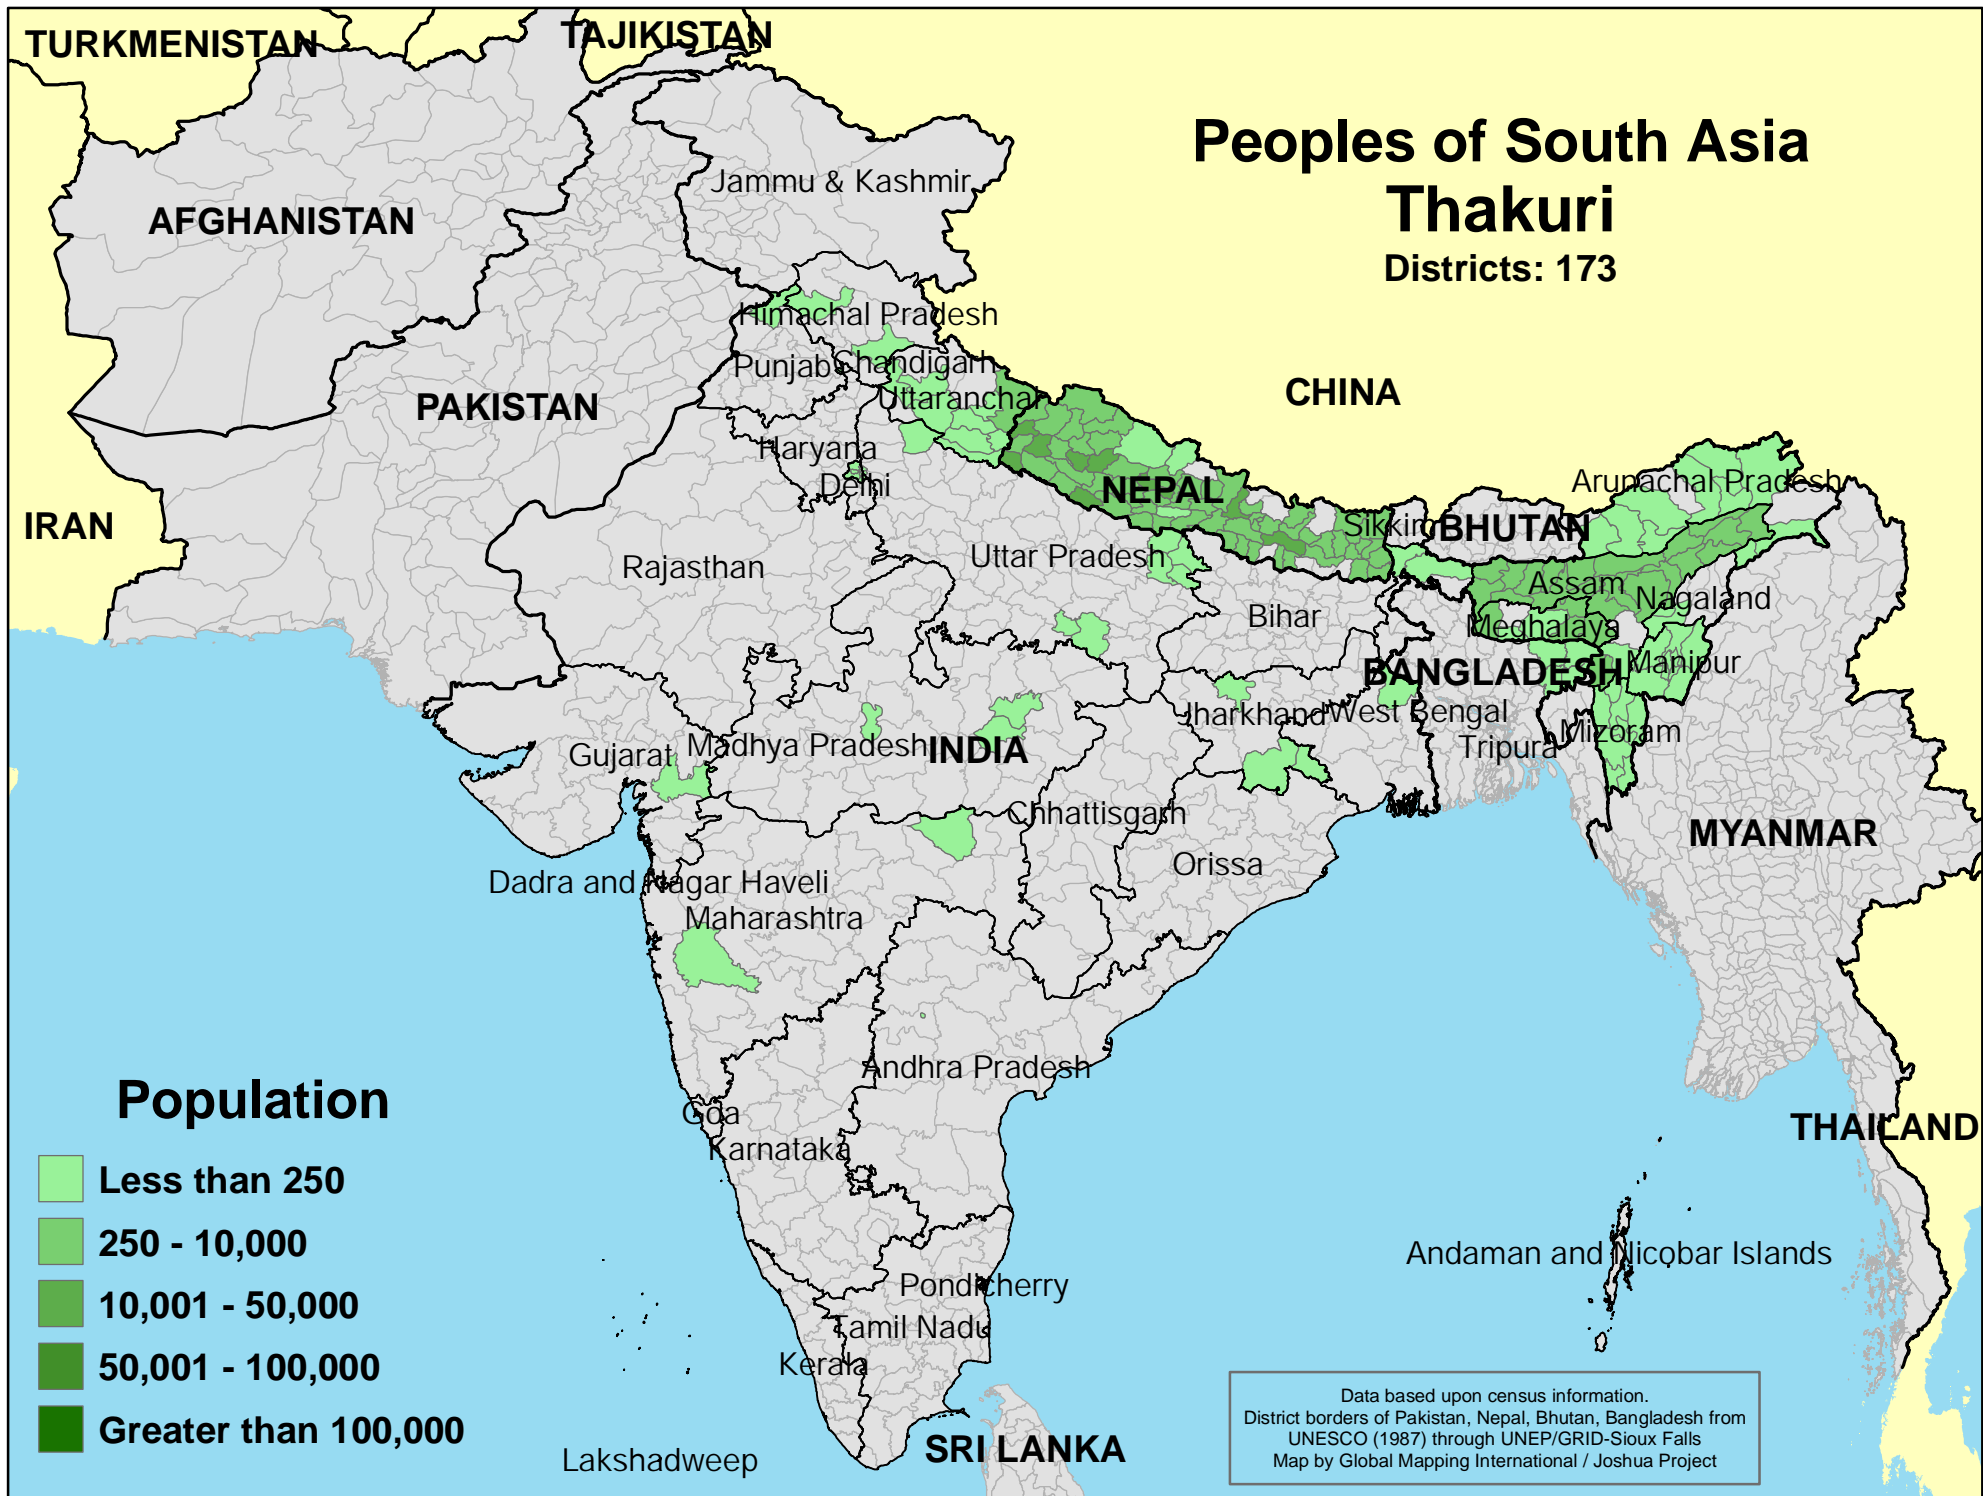 TURKMENISTAN
TAJIKISTAN
Peoples of South Asia
Thakuri
Districts: 173
Jammu & Kashmir
AFGHANISTAN
Himachal Pradesh
Punjab
Chandigarh
CHINA
PAKISTAN
Uttaranchal
Haryana
Delhi
NEPAL
Arunachal Pradesh
IRAN
Sikkim
BHUTAN
Rajasthan
Uttar Pradesh
Assam
Nagaland
Bihar
Meghalaya
BANGLADESH
Manipur
Jharkhand
West Bengal
Tripura
Mizoram
Gujarat
Madhya Pradesh
INDIA
Chhattisgarh
MYANMAR
Orissa
Dadra and Nagar Haveli
Maharashtra
Andhra Pradesh
Goa
Karnataka
THAILAND
Andaman and Nicobar Islands
Pondicherry
Tamil Nadu
Kerala
SRI LANKA
Lakshadweep
Population
Less than 250
250 - 10,000
10,001 - 50,000
50,001 - 100,000
Greater than 100,000
Data based upon census information.
District borders of Pakistan, Nepal, Bhutan, Bangladesh from
UNESCO (1987) through UNEP/GRID-Sioux Falls
Map by Global Mapping International / Joshua Project